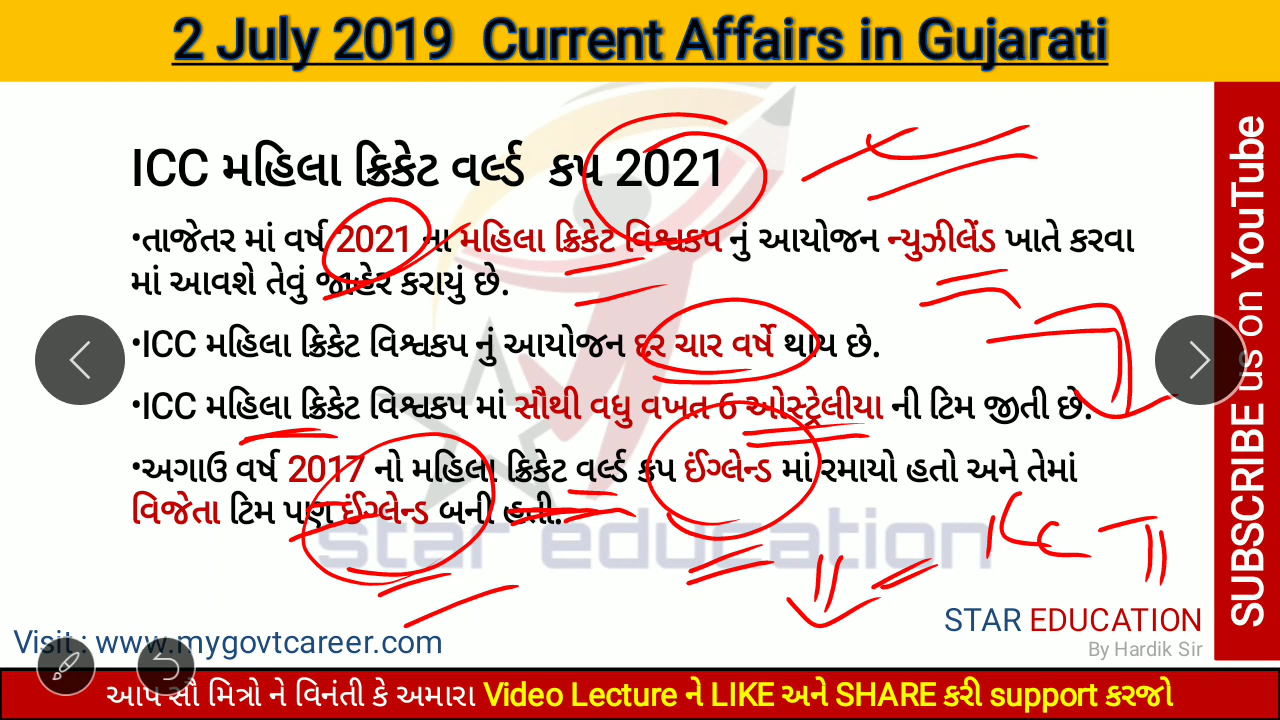 2 July 2019 Current Affairs in Gujarati
ICC મહિલા ક્રિકેટ વર્લ્ડ કપ 2021
•તાજેતર માં વર્ષ 2021 ના મહિલા ક્રિકેટ વિશ્વકપ નું આયોજન ન્યુઝીલેંડ ખાતે કરવા
માં આવશે તેવું જાહેર કરાયું છે.
•ICC મહિલા ક્રિકેટ વિશ્વકપ નું આયોજન દર ચાર વર્ષે થાય છે.
•ICC મહિલા ક્રિકેટ વિશ્વકપ માં સૌથી વધુ વખત 6 ઓસ્ટ્રેલીયા ની ટિમ જીતી છે.
•અગાઉ વર્ષ 2017 નો મહિલા ક્રિકેટ વર્લ્ડ કપ ઈંગ્લેન્ડ માં રમાયો હતો અને તેમાં
વિજેતા ટિમ પણ ઈંગ્લેન્ડ બની હતી.
star education
ICC
STAR EDUCATION
By Hardik Sir
Visit : www.mygovtcareer.com
આપ સૌ મિત્રો ને વિનંતી કે અમારા Video Lecture ને LIKE અને SHARE કરી support કરજો
SUBSCRIBE us on YouTube